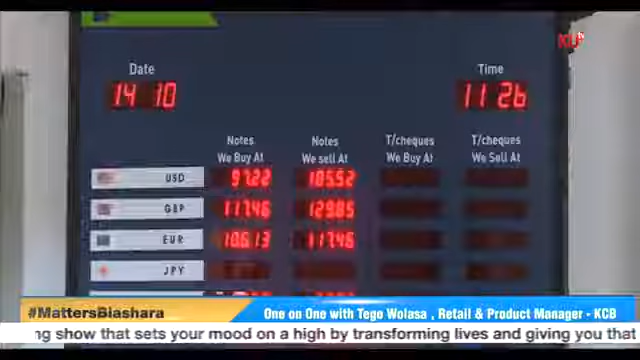 KU tv
Date
Time
14 10
11 26
Notes
We Buy At
Notes
We sell At
T/cheques
We Buy At
T/cheques
We Sell At
USD 97.22 105.52
GBP 117.46 129.85
EUR 106.13 117.46
JPY
#MattersBiashara
One on One with Tego Wolasa , Retail & Product Manager - KCB
ng show that sets your mood on a high by transforming lives and giving you that